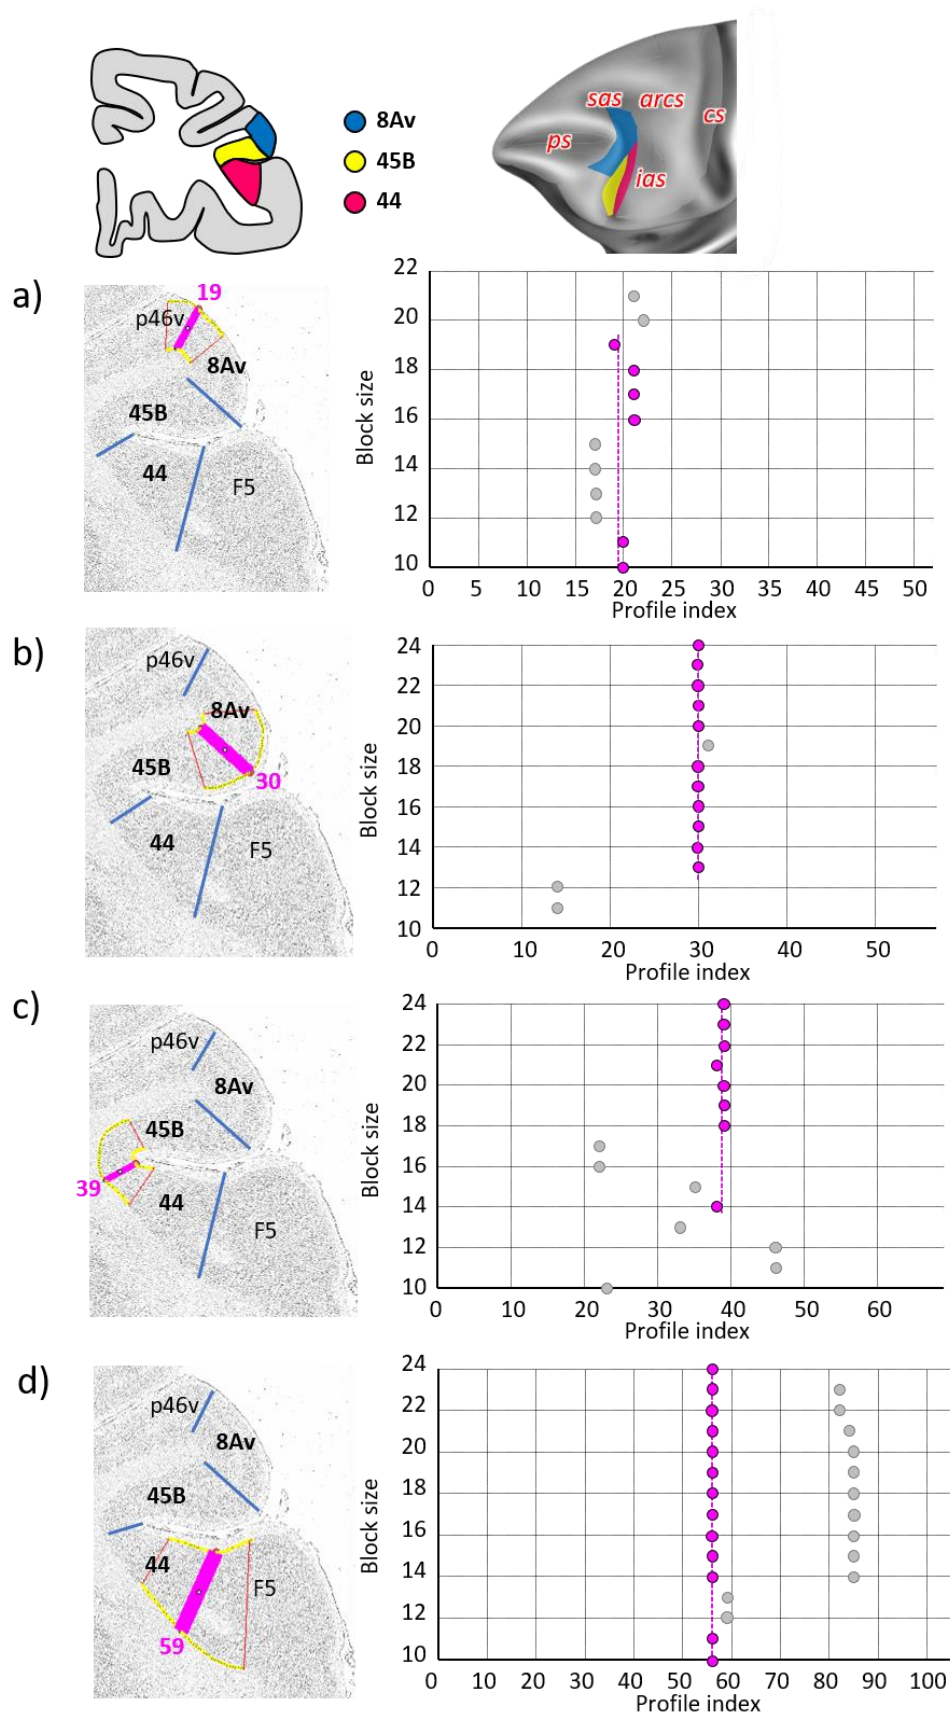 8Av
45B
44
sas
arcs
cs
ps
ias
a)
19
p46v
8Av
45B
44
F5
Block size
22
20
18
16
14
12
10
0 5 10 15 20 25 30 35 40 45 50
Profile index
b)
p46v
8Av
45B
30
44
F5
Block size
24
22
20
18
16
14
12
10
0 10 20 30 40 50
Profile index
c)
p46v
8Av
45B
39
44
F5
Block size
24
22
20
18
16
14
12
10
0 10 20 30 40 50 60
Profile index
d)
p46v
8Av
45B
44
F5
59
Block size
24
22
20
18
16
14
12
10
0 10 20 30 40 50 60 70 80 90 100
Profile index